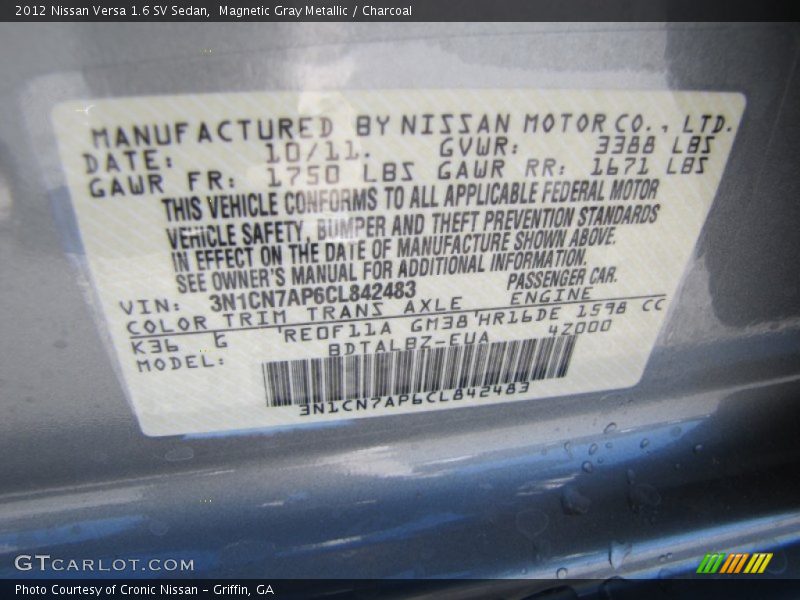 2012 Nissan Versa 1.6 SV Sedan,  Magnetic Gray Metallic / Charcoal
MANUFACTURED BY NISSAN MOTOR CO., LTD.
DATE: 10/11. GVWR: 3388 LBS
GAWR FR: 1750 LBS GAWR RR: 1671 LBS
THIS VEHICLE CONFORMS TO ALL APPLICABLE FEDERAL MOTOR
VEHICLE SAFETY, BUMPER AND THEFT PREVENTION STANDARDS
IN EFFECT ON THE DATE OF MANUFACTURE SHOWN ABOVE.
SEE OWNER'S MANUAL FOR ADDITIONAL INFORMATION.
VIN: 3N1CN7AP6CL842483 PASSENGER CAR.
COLOR TRIM TRANS AXLE ENGINE
K36 G RE0F11A GM38 HR16DE 1598 CC
MODEL: BDTALBZ-EUA 4Z000
3N1CN7AP6CL842483
GTCARLOT.COM
Photo Courtesy of Cronic Nissan – Griffin, GA